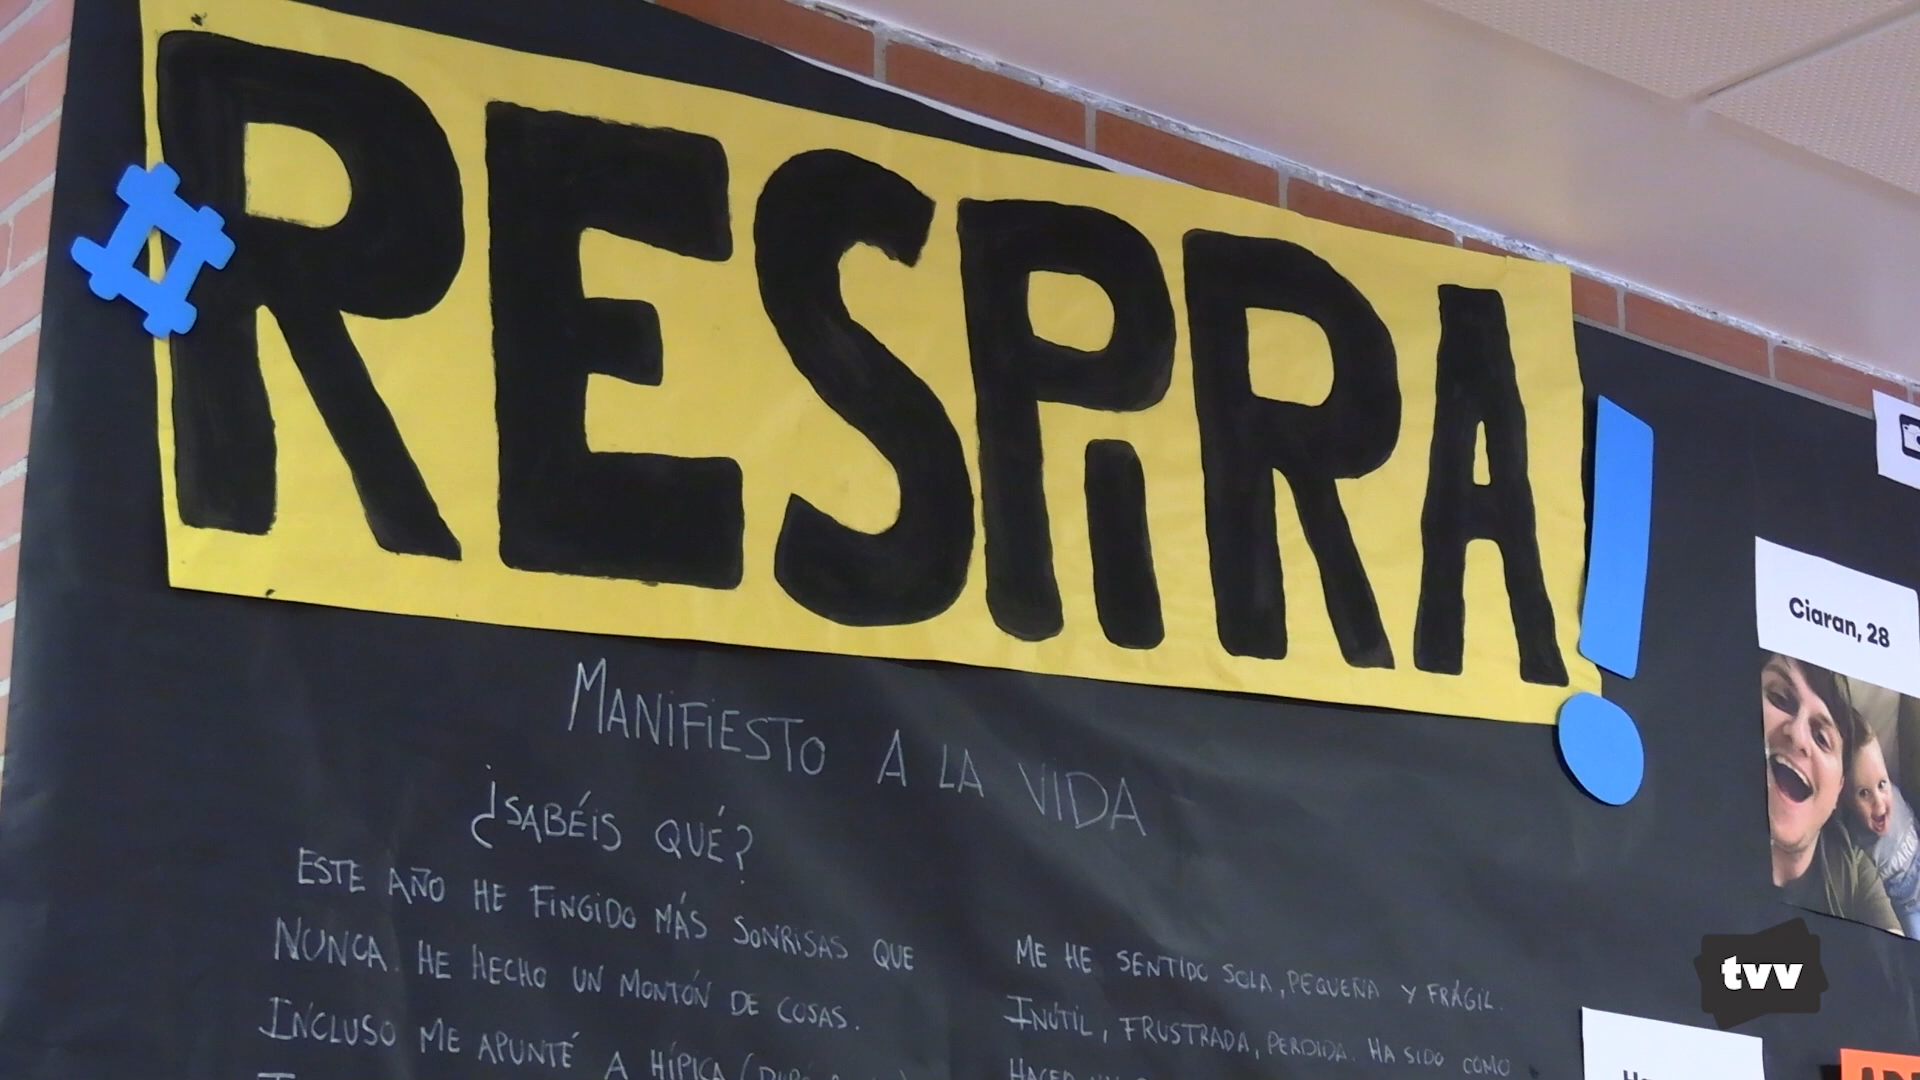 #RESPIRA!
MANIFIESTO A LA VIDA
¿SABÉIS QUÉ?
ESTE AÑO HE FINGIDO MÁS SONRISAS QUE
NUNCA. HE HECHO UN MONTÓN DE COSAS.
INCLUSO ME APUNTÉ A HÍPICA
ME HE SENTIDO SOLA, PEQUEÑA Y FRÁGIL.
INÚTIL, FRUSTRADA, PERDIDA. HA SIDO COMO
HACER
Ciaran, 28
tvv